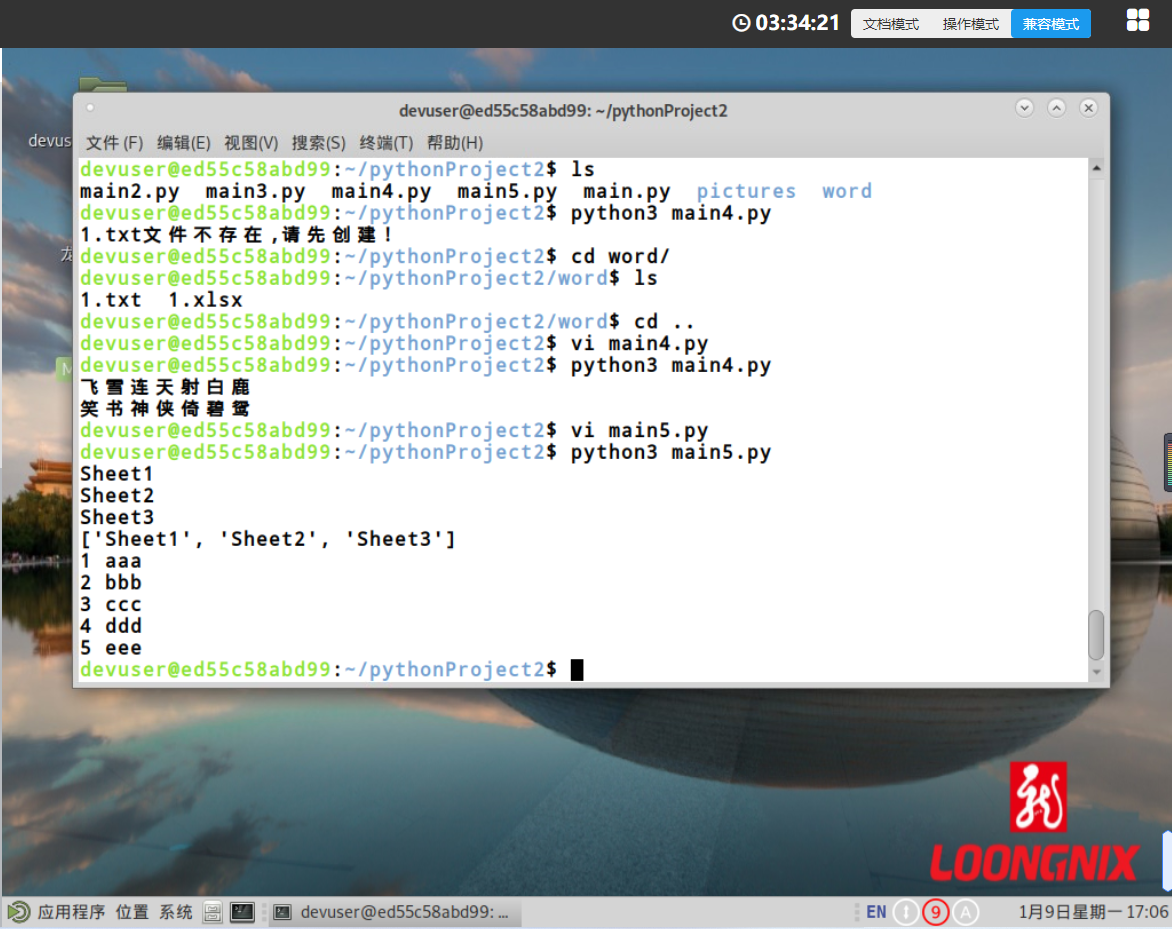 03:34:21 文档模式 操作模式 兼容模式
devuser@ed55c58abd99: ~/pythonProject2
devus
文件 (F) 编辑(E) 视图(V) 搜索(S) 终端(T) 帮助(H)
devuser@ed55c58abd99:~/pythonProject2$ ls
main2.py main3.py main4.py main5.py main.py pictures word
devuser@ed55c58abd99:~/pythonProject2$ python3 main4.py
1.txt文件不存在,请先创建!
devuser@ed55c58abd99:~/pythonProject2$ cd word/
devuser@ed55c58abd99:~/pythonProject2/word$ ls
1.txt 1.xlsx
devuser@ed55c58abd99:~/pythonProject2/word$ cd ..
devuser@ed55c58abd99:~/pythonProject2$ vi main4.py
devuser@ed55c58abd99:~/pythonProject2$ python3 main4.py
飞雪连天射白鹿
笑书神侠倚碧鸳
devuser@ed55c58abd99:~/pythonProject2$ vi main5.py
devuser@ed55c58abd99:~/pythonProject2$ python3 main5.py
Sheet1
Sheet2
Sheet3
['Sheet1', 'Sheet2', 'Sheet3']
1 aaa
2 bbb
3 ccc
4 ddd
5 eee
devuser@ed55c58abd99:~/pythonProject2$
LOONGNIX
应用程序 位置 系统 devuser@ed55c58abd99: ... EN 9 A 1月9日星期一 17:06